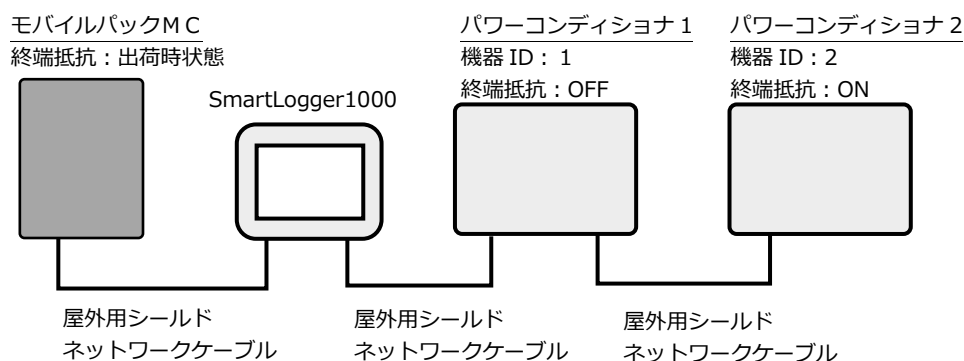 モバイルパックＭＣ
終端抵抗：出荷時状態
SmartLogger1000
パワーコンディショナ 1
機器 ID： 1
終端抵抗：OFF
パワーコンディショナ 2
機器 ID：2
終端抵抗：ON
屋外用シールド
ネットワークケーブル
屋外用シールド
ネットワークケーブル
屋外用シールド
ネットワークケーブル